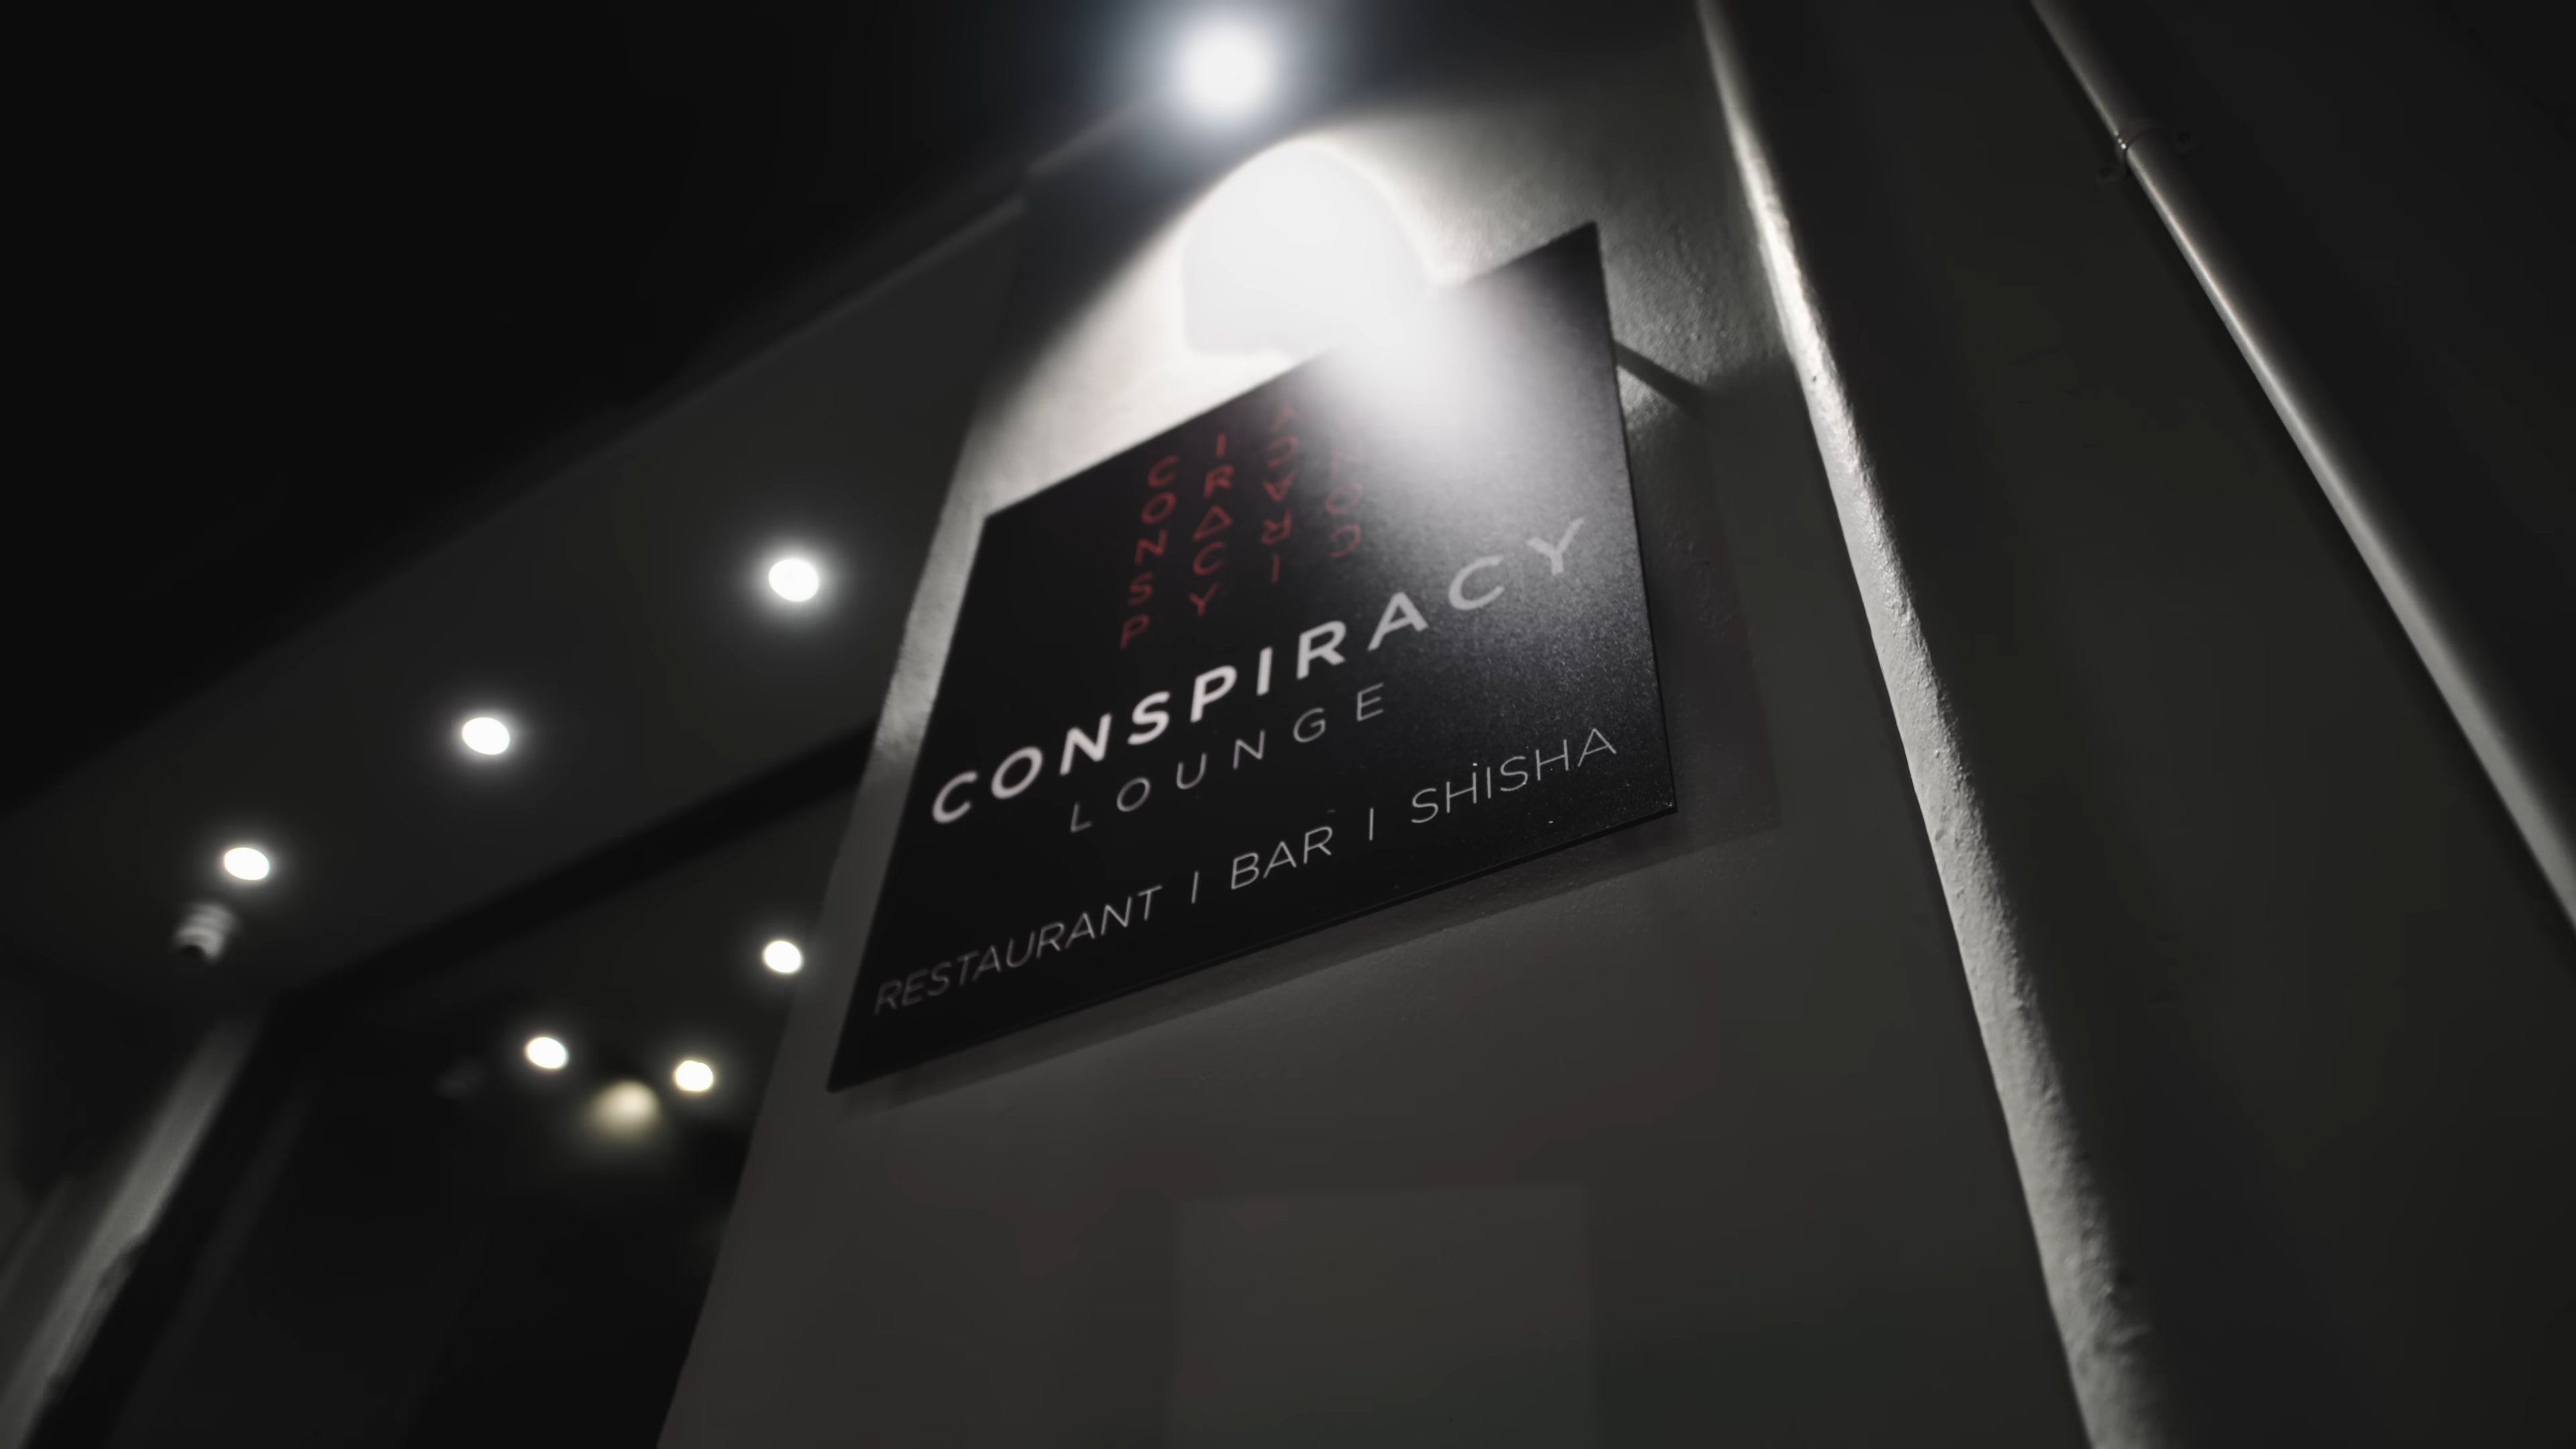 CONSP
IRACY
CONSPIRACY
LOUNGE
RESTAURANT | BAR | SHISHA